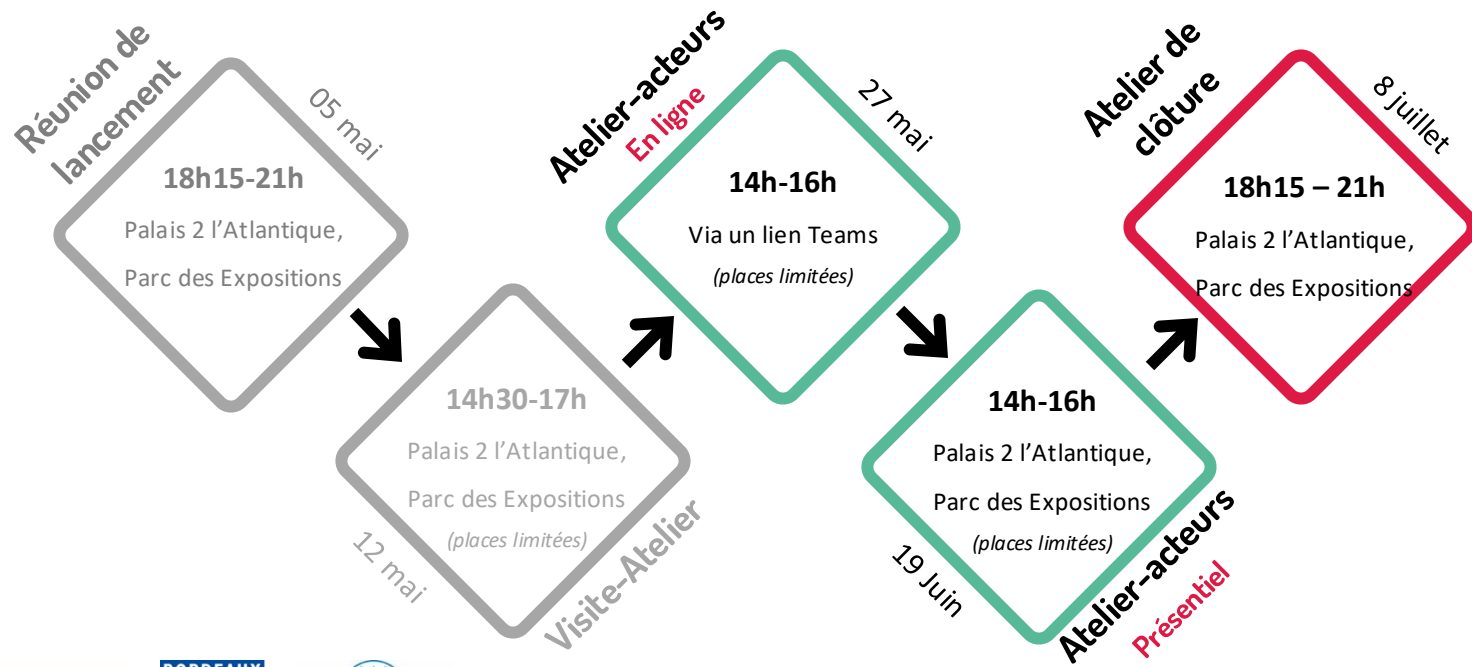 Réunion de
lancement
05 mai
18h15-21h
Palais 2 l'Atlantique,
Parc des Expositions
14h30-17h
Palais 2 l'Atlantique,
Parc des Expositions
(places limitées)
12 mai
Visite-Atelier
Atelier-acteurs
En ligne
27 mai
14h-16h
Via un lien Teams
(places limitées)
14h-16h
Palais 2 l'Atlantique,
Parc des Expositions
(places limitées)
19 Juin
Atelier-acteurs
Présentiel
Atelier de
clôture
8 juillet
18h15 – 21h
Palais 2 l'Atlantique,
Parc des Expositions
BORDEAUX